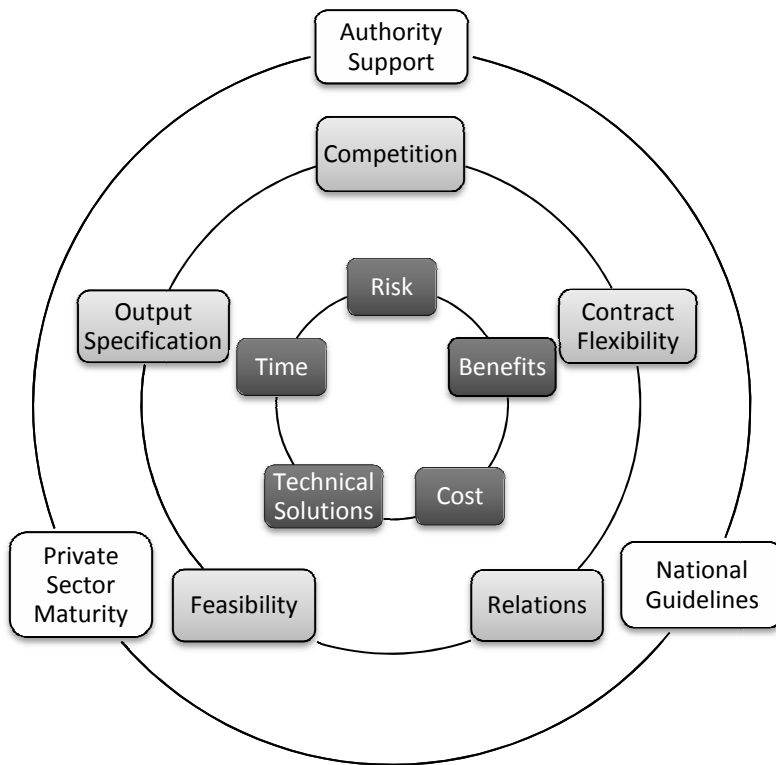 Authority
Support
Competition
Risk
Output
Specification
Contract
Flexibility
Time
Benefits
Technical
Solutions
Cost
Private
Sector
Maturity
National
Guidelines
Feasibility
Relations